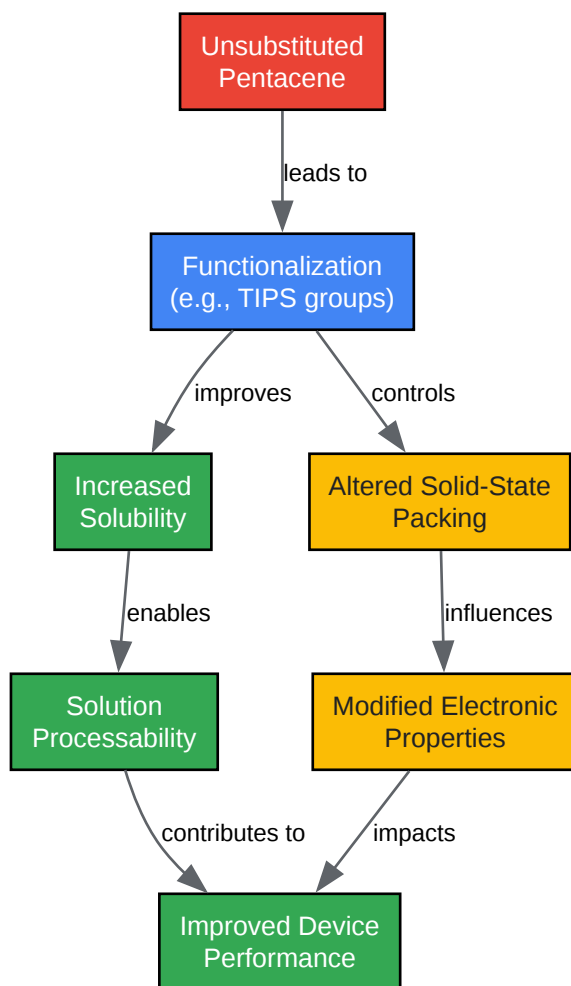 Unsubstituted
Pentacene
leads to
Functionalization
(e.g., TIPS groups)
improves
controls
Increased
Solubility
Altered Solid-State
Packing
enables
influences
Solution
Processability
Modified Electronic
Properties
contributes to
impacts
Improved Device
Performance